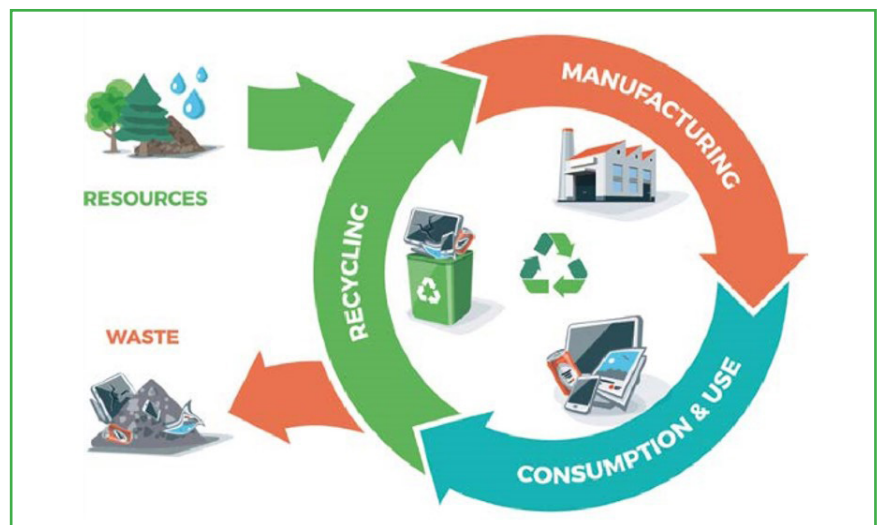 RESOURCES
WASTE
RECYCLING
MANUFACTURING
CONSUMPTION & USE